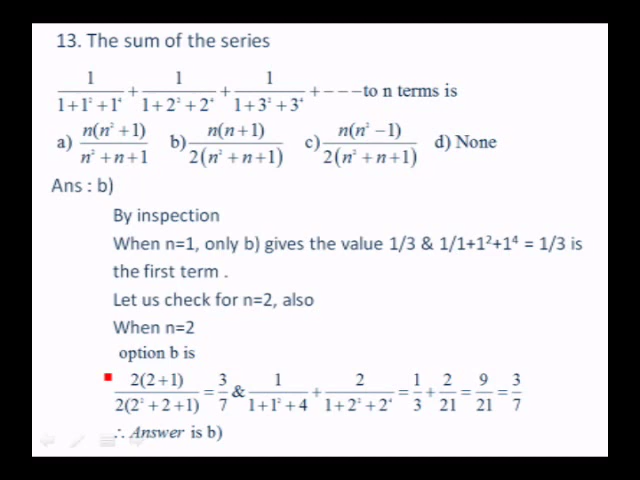 13. The sum of the series
1/(1+1²+1⁴) + 1/(1+2²+2⁴) + 1/(1+3²+3⁴) + - - - to n terms is
a) n(n²+1)/(n²+n+1) b) n(n+1)/(2(n²+n+1)) c) n(n²−1)/(2(n²+n+1)) d) None
Ans : b)
By inspection
When n=1, only b) gives the value 1/3 & 1/1+1²+1⁴ = 1/3 is
the first term .
Let us check for n=2, also
When n=2
option b is
2(2+1)/(2(2²+2+1)) = 3/7 & 1/(1+1²+4) + 2/(1+2²+2⁴) = 1/3 + 2/21 = 9/21 = 3/7
∴ Answer is b)